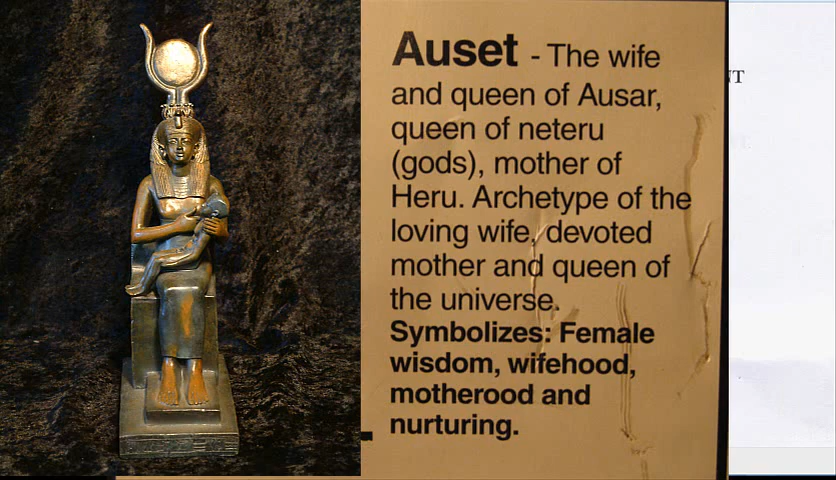 Auset - The wife
and queen of Ausar,
queen of neteru
(gods), mother of
Heru. Archetype of the
loving wife, devoted
mother and queen of
the universe.
Symbolizes: Female
wisdom, wifehood,
motherood and
nurturing.
NT